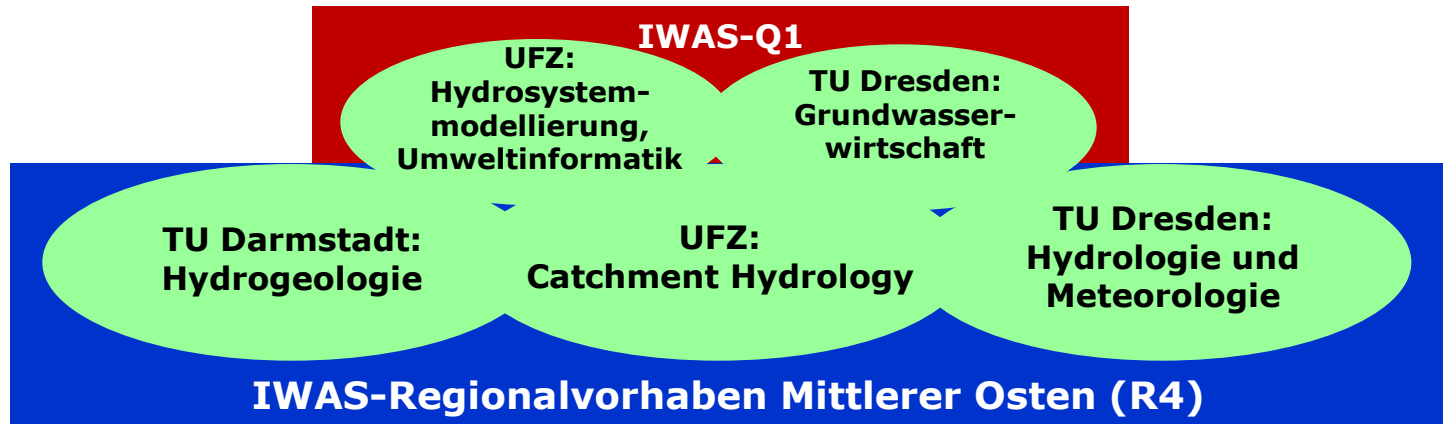 IWAS-Q1
UFZ:
Hydrosystem-
modellierung,
Umweltinformatik
TU Dresden:
Grundwasser-
wirtschaft
TU Darmstadt:
Hydrogeologie
UFZ:
Catchment Hydrology
TU Dresden:
Hydrologie und
Meteorologie
IWAS-Regionalvorhaben Mittlerer Osten (R4)